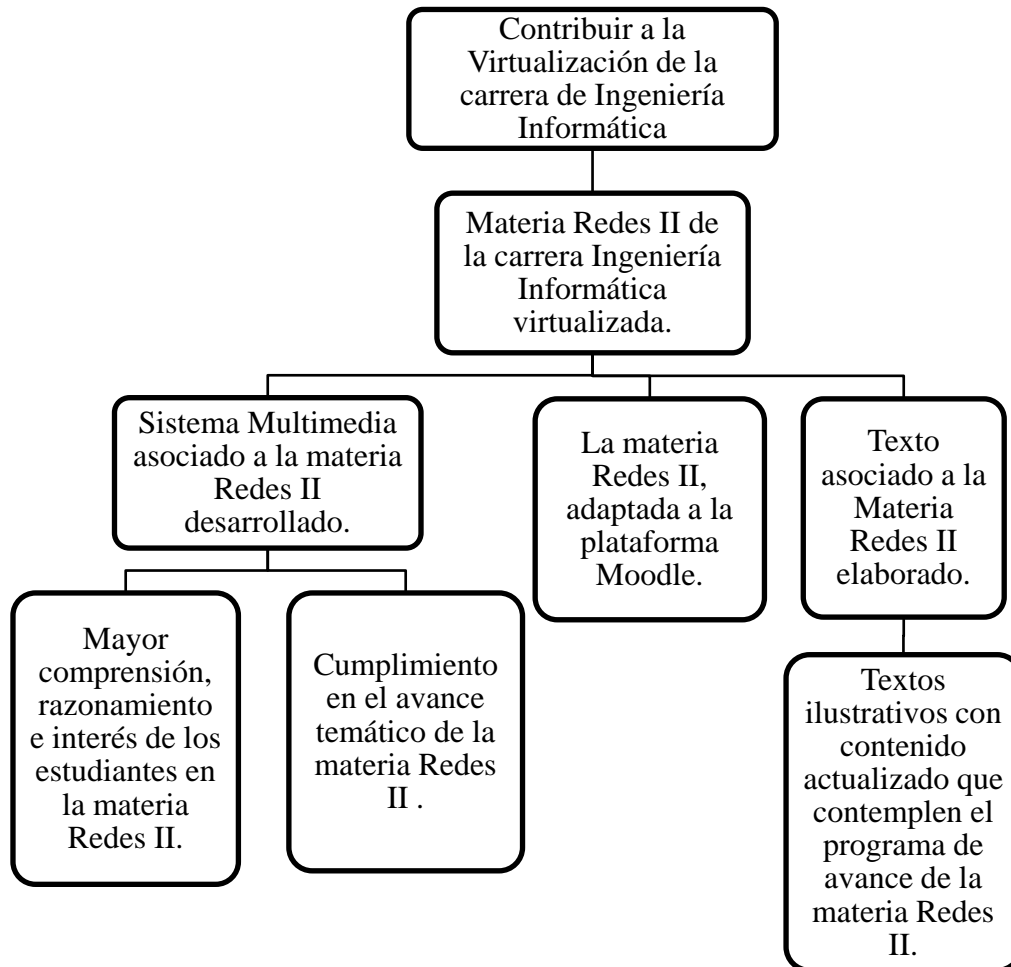 Contribuir a la
Virtualización de la
carrera de Ingeniería
Informática
Materia Redes II de
la carrera Ingeniería
Informática
virtualizada.
Sistema Multimedia
asociado a la materia
Redes II
desarrollado.
La materia
Redes II,
adaptada a la
plataforma
Moodle.
Texto
asociado a la
Materia
Redes II
elaborado.
Mayor
comprensión,
razonamiento
e interés de los
estudiantes en
la materia
Redes II.
Cumplimiento
en el avance
temático de la
materia Redes
II .
Textos
ilustrativos con
contenido
actualizado que
contemplen el
programa de
avance de la
materia Redes
II.